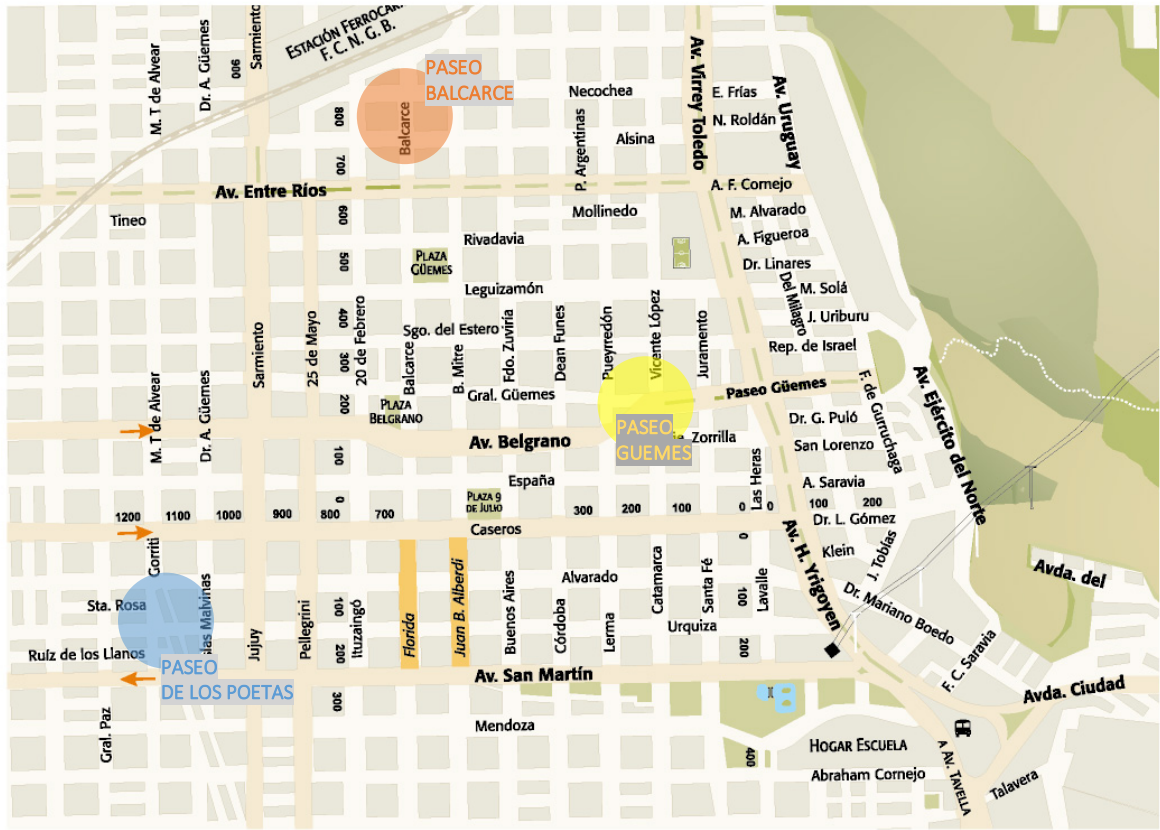 ESTACIÓN FERROCAR
F. C. N. G. B.
Sarmiento
M. T de Alvear
Dr. A. Güemes
900
PASEO
BALCARCE
Av. Virrey Toledo
Necochea
E. Frías
Av. Uruguay
800
Balcarce
N. Roldán
P. Argentinas
Alsina
700
Av. Entre Ríos
A. F. Cornejo
600
Tineo
Mollinedo
M. Alvarado
Rivadavia
A. Figueroa
PLAZA
GÜEMES
500
Dr. Linares
Leguizamón
Del Milagro
M. Solá
400
Sgo. del Estero
J. Uriburu
Sarmiento
25 de Mayo
20 de Febrero
300
Balcarce
B. Mitre
Fdo. Zuviría
Dean Funes
Pueyrredón
Vicente López
Juramento
Rep. de Israel
M. T de Alvear
Dr. A. Güemes
200
PLAZA
BELGRANO
Gral. Güemes
Paseo Güemes
F. de Gurruchaga
Av. Ejército del Norte
Dr. G. Puló
PASEO
GUEMES
Zorrilla
Av. Belgrano
San Lorenzo
100
España
Las Heras
A. Saravia
PLAZA 9
DE JULIO
0
1200
1100
1000
900
800
700
300
200
100
0
0
100
200
Caseros
Dr. L. Gómez
Gorriti
0
Av. H. Yrigoyen
Klein
J. Tobías
Avda. del
Sta. Rosa
Alvarado
Islas Malvinas
Jujuy
Pellegrini
100
Ituzaingó
Florida
Juan B. Alberdi
Buenos Aires
Córdoba
Lerma
Catamarca
Santa Fé
100
Lavalle
Dr. Mariano Boedo
Urquiza
Ruíz de los Llanos
200
200
F. C. Saravia
PASEO
DE LOS POETAS
Av. San Martín
Avda. Ciudad
300
Gral. Paz
Mendoza
400
HOGAR ESCUELA
Abraham Cornejo
A AV. TAVELLA
Talavera